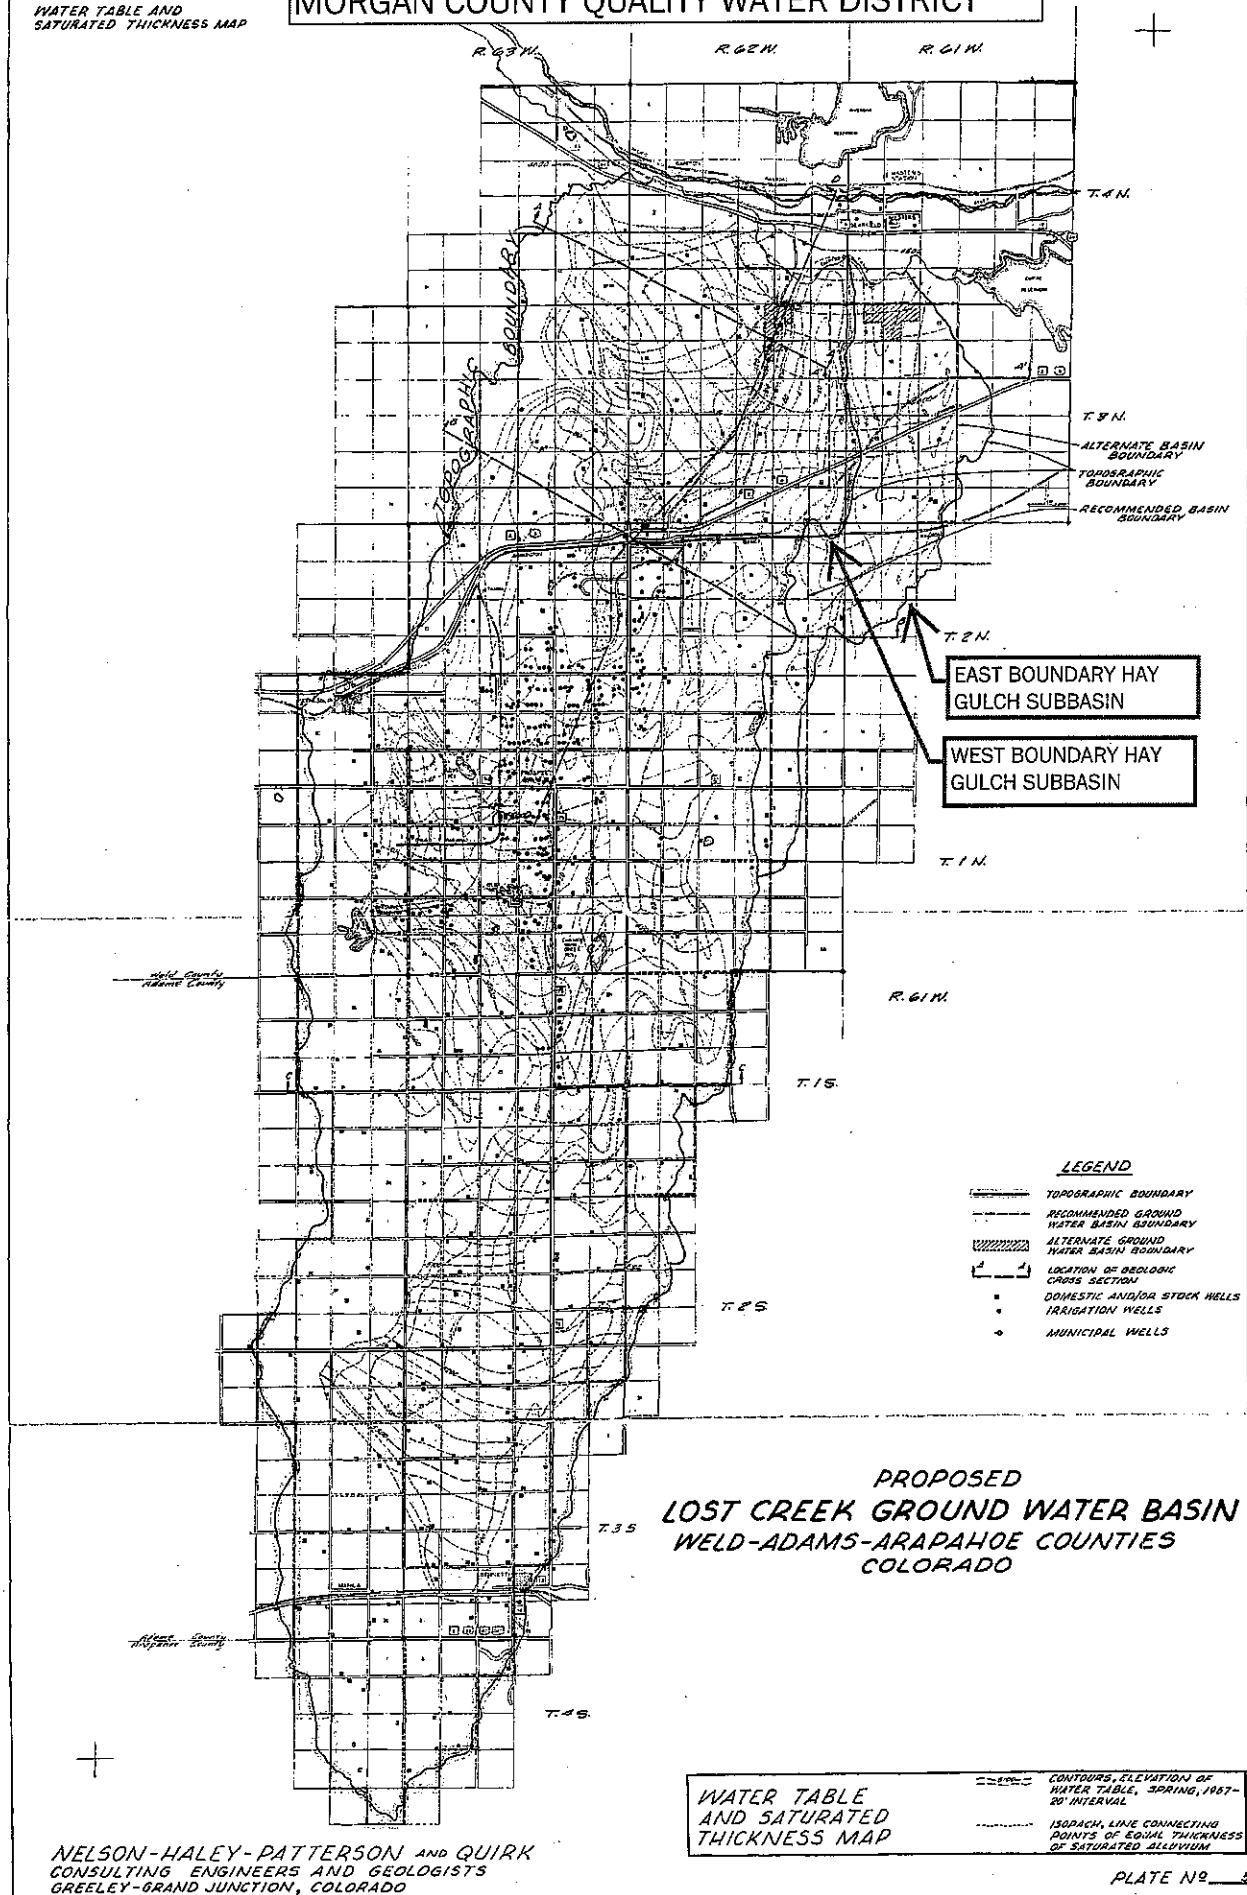 WATER TABLE AND
SATURATED THICKNESS MAP
MORGAN COUNTY QUALITY WATER DISTRICT
R. 63 W.
R. 62 W.
R. 61 W.
T. 4 N.
TOPOGRAPHIC BOUNDARY
T. 3 N.
ALTERNATE BASIN
BOUNDARY
TOPOGRAPHIC
BOUNDARY
RECOMMENDED BASIN
BOUNDARY
T. 2 N.
EAST BOUNDARY HAY
GULCH SUBBASIN
WEST BOUNDARY HAY
GULCH SUBBASIN
T. 1 N.
Weld County
Adams County
R. 61 W.
T. 1 S.
LEGEND
TOPOGRAPHIC BOUNDARY
RECOMMENDED GROUND
WATER BASIN BOUNDARY
ALTERNATE GROUND
WATER BASIN BOUNDARY
LOCATION OF GEOLOGIC
CROSS SECTION
DOMESTIC AND/OR STOCK WELLS
IRRIGATION WELLS
MUNICIPAL WELLS
T. 2 S.
PROPOSED
LOST CREEK GROUND WATER BASIN
WELD-ADAMS-ARAPAHOE COUNTIES
COLORADO
T. 3 S
BENNETT
Adams County
Arapahoe County
T. 4 S.
WATER TABLE
AND SATURATED
THICKNESS MAP
CONTOURS, ELEVATION OF
WATER TABLE, SPRING, 1967-
20' INTERVAL
ISOPACH, LINE CONNECTING
POINTS OF EQUAL THICKNESS
OF SATURATED ALLUVIUM
NELSON-HALEY-PATTERSON AND QUIRK
CONSULTING ENGINEERS AND GEOLOGISTS
GREELEY-GRAND JUNCTION, COLORADO
PLATE Nº